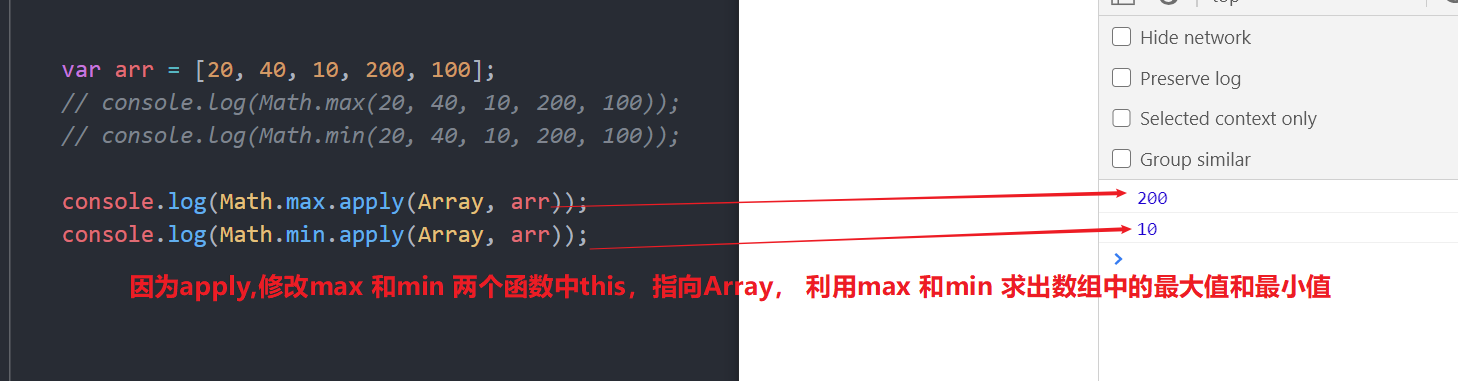 var arr = [20, 40, 10, 200, 100];
// console.log(Math.max(20, 40, 10, 200, 100));
// console.log(Math.min(20, 40, 10, 200, 100));
console.log(Math.max.apply(Array, arr));
console.log(Math.min.apply(Array, arr));
因为apply,修改max 和min 两个函数中this，指向Array， 利用max 和min 求出数组中的最大值和最小值
Hide network
Preserve log
Selected context only
Group similar
200
10